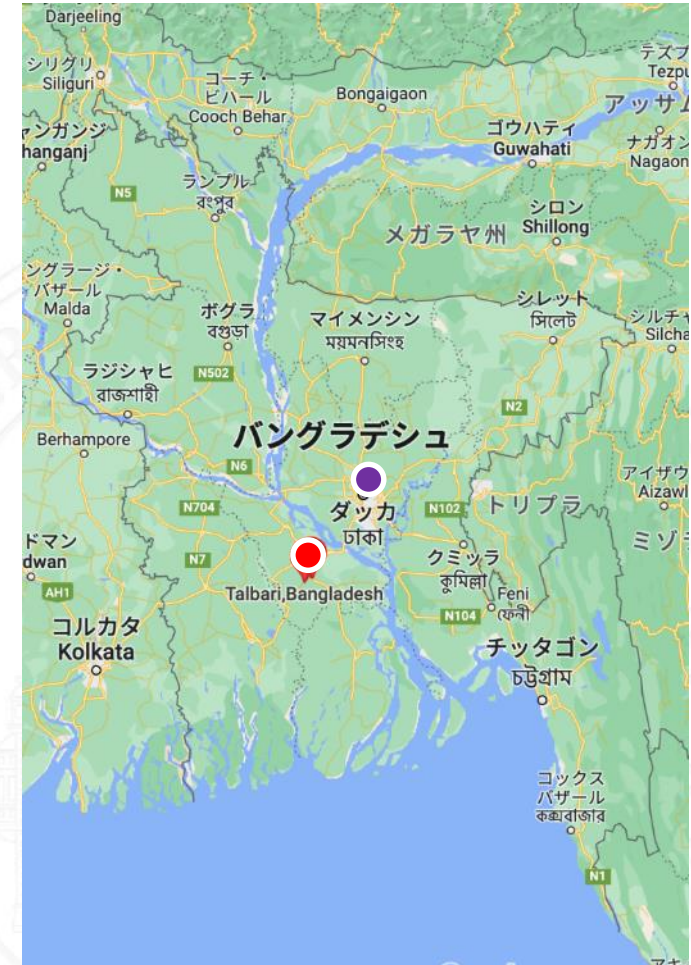 Darjeeling
シリグリ
Siliguri
コーチ・
ビハール
Cooch Behar
Bongaigaon
テズプ
Tezpu
アッサム
ゴウハティ
Guwahati
ナガオン
Nagaon
ャンガンジ
hanganj
N5
ランプル
রংপুর
シロン
Shillong
メガラヤ州
ングラージ・
バザール
Malda
ボグラ
বগুড়া
マイメンシン
ময়মনসিংহ
シレット
সিলেট
シルチャ
Silcha
ラジシャヒ
রাজশাহী
N502
N2
Berhampore
バングラデシュ
N6
アイザウ
Aizawl
N704
ダッカ
ঢাকা
N102
トリプラ
ドマン
dwan
N7
クミッラ
কুমিল্লা
ミゾ
AH1
Talbari,Bangladesh
Feni
ফেনী
N104
コルカタ
Kolkata
チッタゴン
চট্টগ্রাম
コックス
バザール
কক্সবাজার
N1